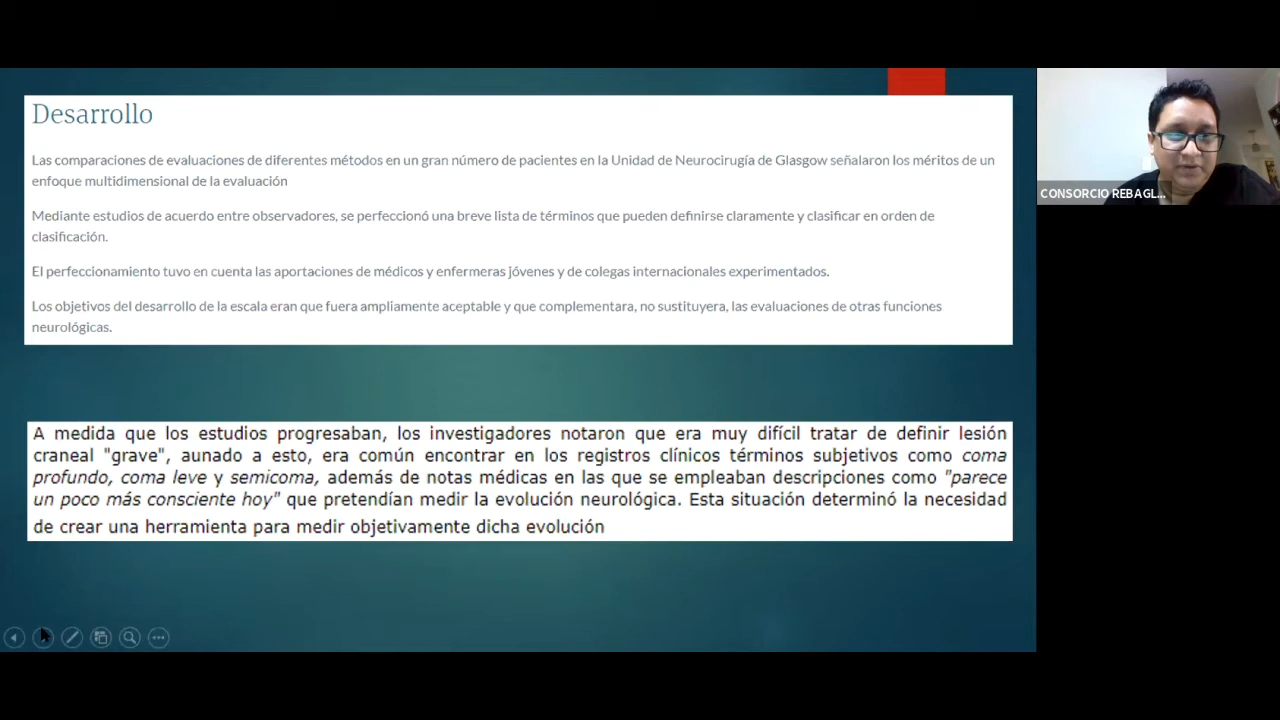 Desarrollo
Las comparaciones de evaluaciones de diferentes métodos en un gran número de pacientes en la Unidad de Neurocirugía de Glasgow señalaron los méritos de un
enfoque multidimensional de la evaluación
Mediante estudios de acuerdo entre observadores, se perfeccionó una breve lista de términos que pueden definirse claramente y clasificar en orden de
clasificación.
El perfeccionamiento tuvo en cuenta las aportaciones de médicos y enfermeras jóvenes y de colegas internacionales experimentados.
Los objetivos del desarrollo de la escala eran que fuera ampliamente aceptable y que complementara, no sustituyera, las evaluaciones de otras funciones
neurológicas.
A medida que los estudios progresaban, los investigadores notaron que era muy difícil tratar de definir lesión
craneal "grave", aunado a esto, era común encontrar en los registros clínicos términos subjetivos como coma
profundo, coma leve y semicoma, además de notas médicas en las que se empleaban descripciones como "parece
un poco más consciente hoy" que pretendían medir la evolución neurológica. Esta situación determinó la necesidad
de crear una herramienta para medir objetivamente dicha evolución
CONSORCIO REBAGL...